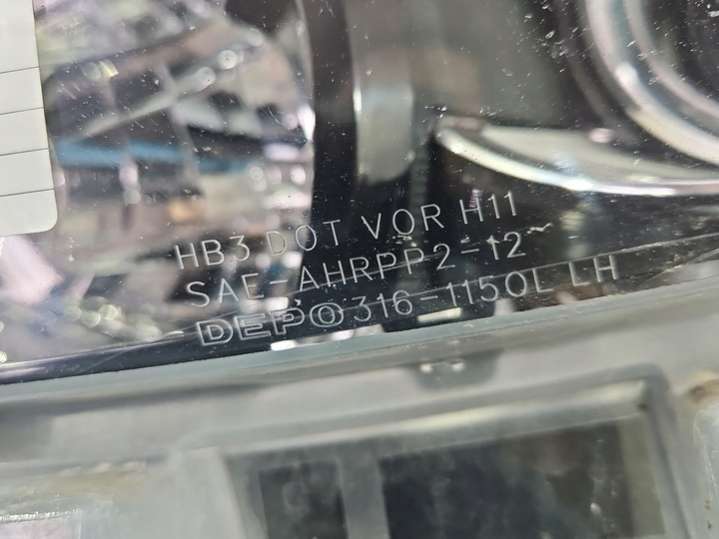 HB3 DOT VOR H11
SAE-AHRPP2-12
DEPO 316-1150L LH